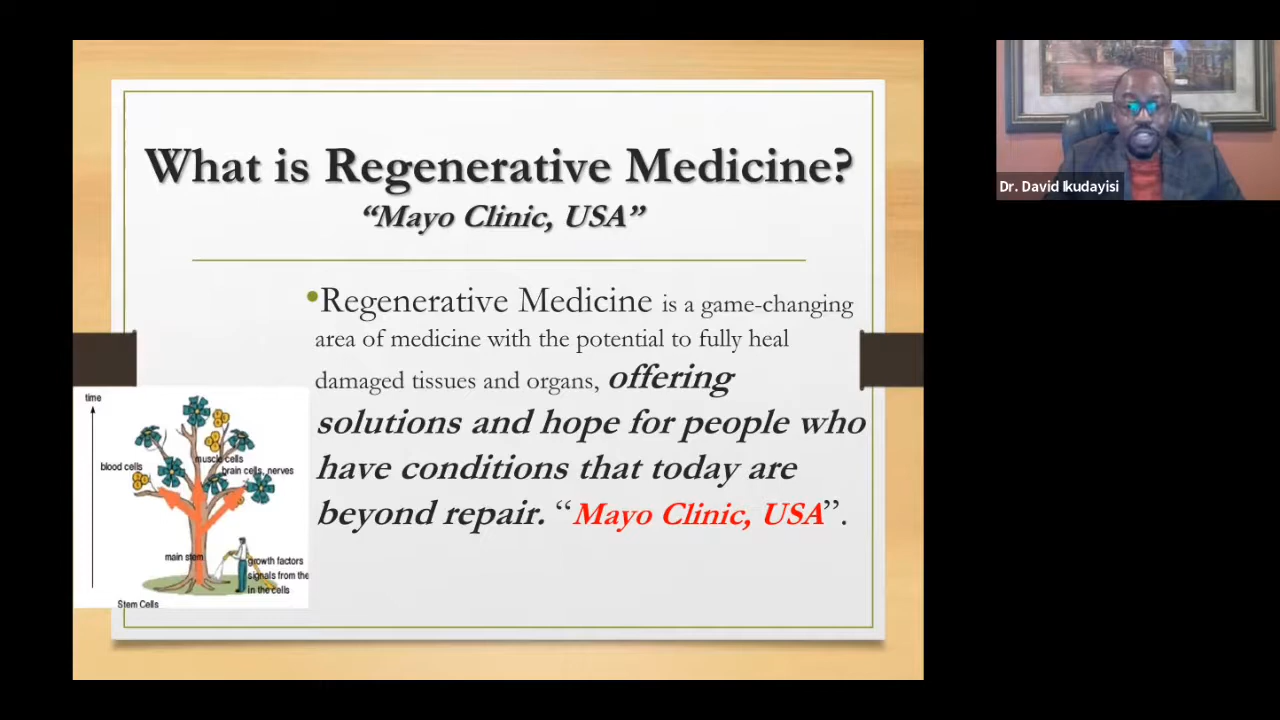 What is Regenerative Medicine?
“Mayo Clinic, USA”
•Regenerative Medicine is a game-changing
area of medicine with the potential to fully heal
damaged tissues and organs, offering
solutions and hope for people who
have conditions that today are
beyond repair. “Mayo Clinic, USA”.
time
muscle cells
blood cells
brain cells, nerves
main stem
growth factors
signals from the
in the cells
Stem Cells
Dr. David Ikudayisi